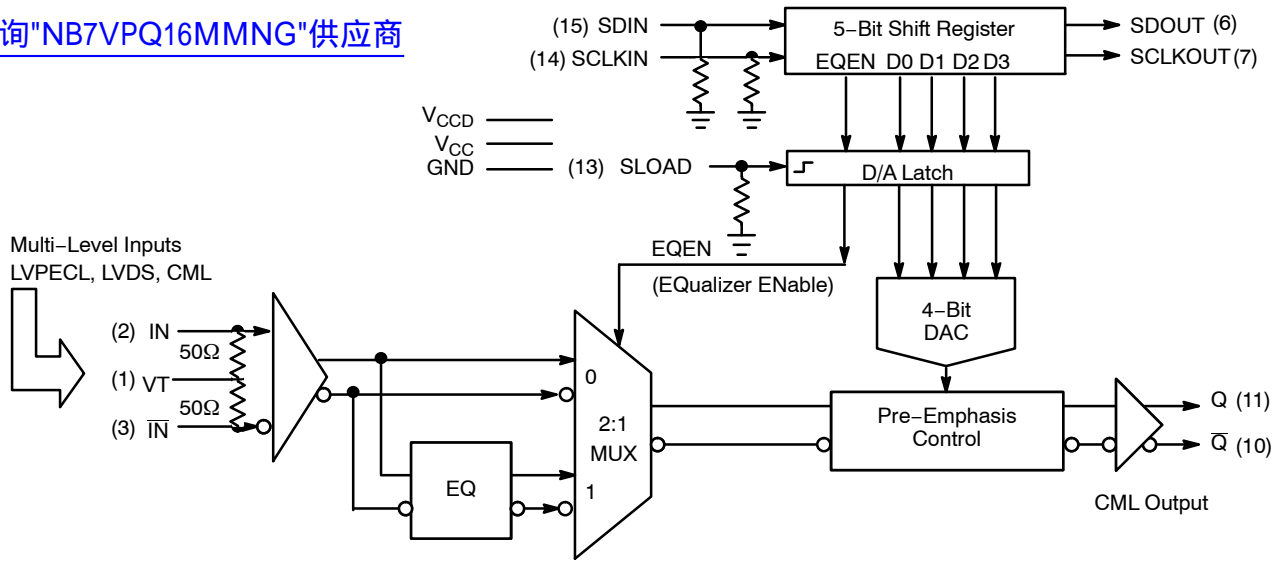 询"NB7VPQ16MMNG"供应商
(15) SDIN
(14) SCLKIN
5−Bit Shift Register
EQEN D0 D1 D2 D3
SDOUT (6)
SCLKOUT (7)
VCCD
VCC
GND
(13) SLOAD
D/A Latch
EQEN
(EQualizer ENable)
4−Bit
DAC
Multi−Level Inputs
LVPECL, LVDS, CML
(2) IN
50Ω
(1) VT
50Ω
(3) I̅N̅
0
2:1
MUX
1
EQ
Pre−Emphasis
Control
Q (11)
Q̅ (10)
CML Output